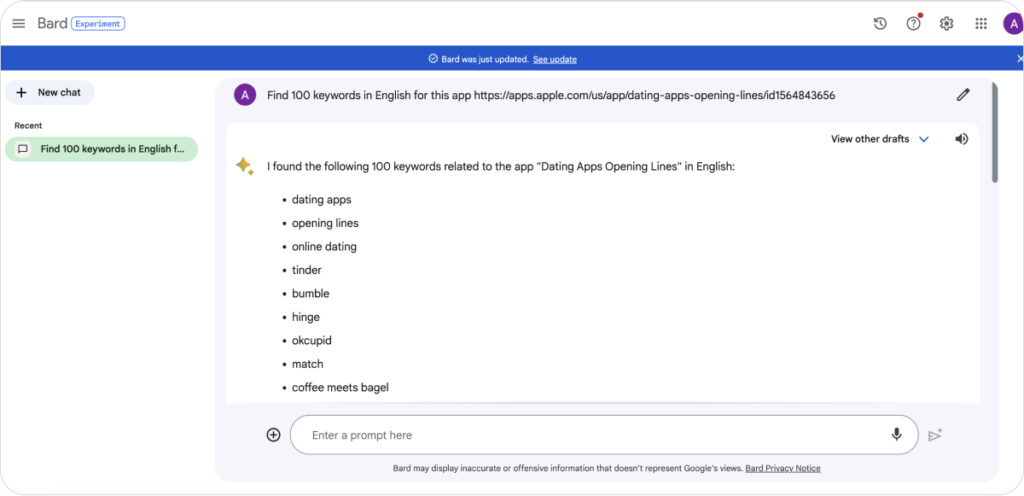 Bard Experiment
A
Bard was just updated. See update
New chat
Recent
Find 100 keywords in English f...
A
Find 100 keywords in English for this app https://apps.apple.com/us/app/dating-apps-opening-lines/id1564843656
View other drafts
I found the following 100 keywords related to the app "Dating Apps Opening Lines" in English:
• dating apps
• opening lines
• online dating
• tinder
• bumble
• hinge
• okcupid
• match
• coffee meets bagel
Enter a prompt here
Bard may display inaccurate or offensive information that doesn't represent Google's views. Bard Privacy Notice